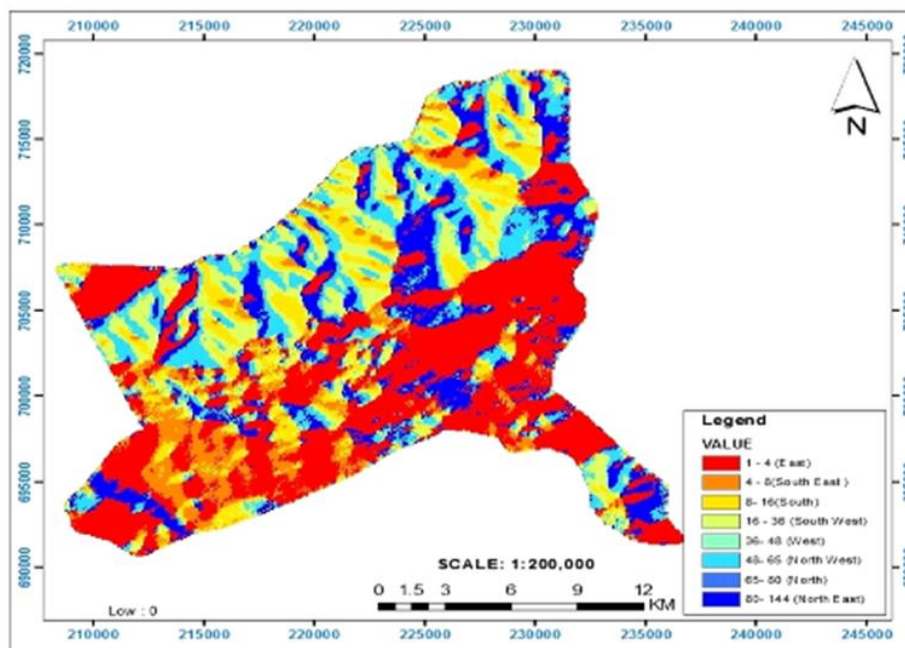 210000 215000 220000 225000 230000 235000 240000 245000
720000
715000
710000
705000
700000
695000
690000
N
Legend
VALUE
1 - 4 (East)
4 - 8(South East)
8- 16(South)
16 - 36 (South West)
36- 48 (West)
48- 65 (North West)
65- 80 (North)
80- 144 (North East)
SCALE: 1:200,000
0 1.5 3 6 9 12
KM
Low : 0
210000 215000 220000 225000 230000 235000 240000 245000